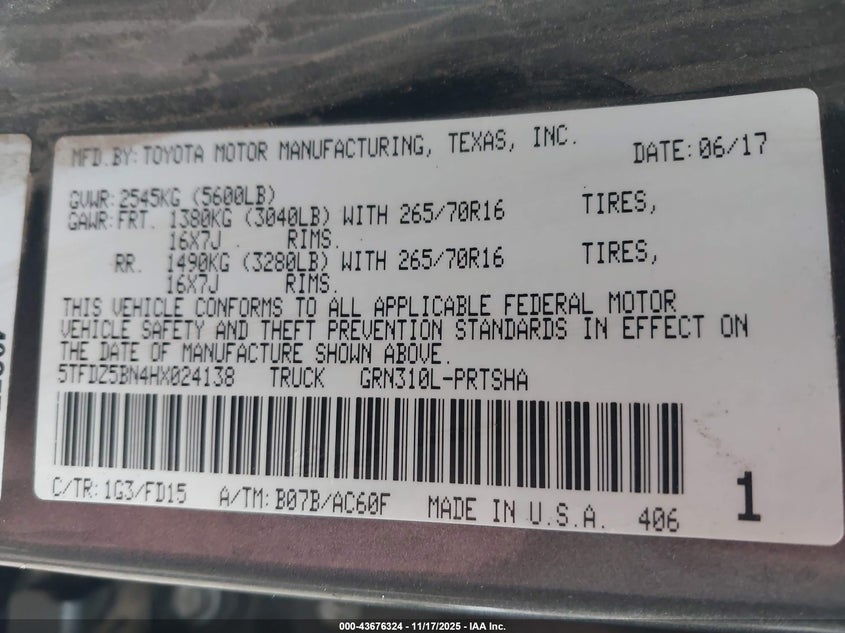 MFD.BY:TOYOTA MOTOR MANUFACTURING, TEXAS, INC. DATE:06/17
GVWR:2545KG (5600LB)
GAWR:FRT. 1380KG (3040LB) WITH 265/70R16 TIRES,
16X7J . RIMS.
RR. 1490KG (3280LB) WITH 265/70R16 TIRES,
16X7J RIMS.
THIS VEHICLE CONFORMS TO ALL APPLICABLE FEDERAL MOTOR
VEHICLE SAFETY AND THEFT PREVENTION STANDARDS IN EFFECT ON
THE DATE OF MANUFACTURE SHOWN ABOVE.
5TFDZ5BN4HX024138 TRUCK GRN310L-PRTSHA
C/TR:1G3/FD15 A/TM:B07B/AC60F MADE IN U.S.A. 406
1
000-43676324 - 11/17/2025 - IAA Inc.